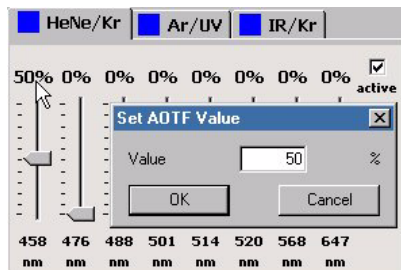 HeNe/Kr Ar/UV IR/Kr
50% 0% 0% 0% 0% 0% 0% 0%
active
Set AOTF Value
Value 50 %
OK Cancel
458 476 488 501 514 520 568 647
nm nm nm nm nm nm nm nm